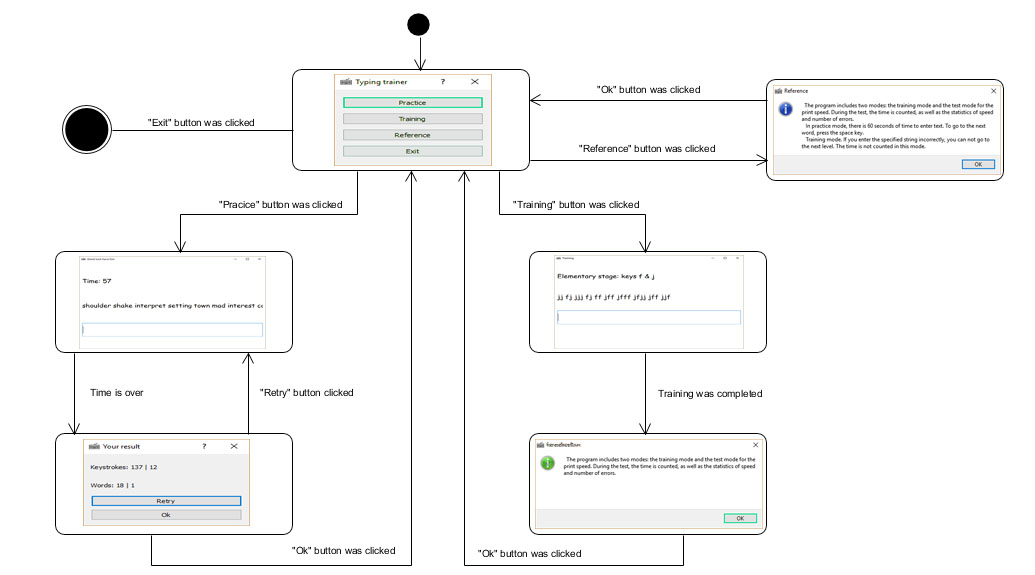 Typing trainer ?
Practice
Training
Reference
Exit
"Exit" button was clicked
"Ok" button was clicked
"Reference" button was clicked
Reference
The program includes two modes: the training mode and the test mode for the
print speed. During the test, the time is counted, as well as the statistics of speed
and number of errors.
In practice mode, there is 60 seconds of time to enter text. To go to the next
word, press the space key.
Training mode. If you enter the specified string incorrectly, you can not go to
the next level. The time is not counted in this mode.
OK
"Pracice" button was clicked
"Training" button was clicked
Time: 57
shoulder shake interpret setting town mad interest
Training
Elementary stage: keys f & j
jj fj jjj fj ff jff jfff jfjj jff jjf
Time is over
"Retry" button clicked
Training was completed
Your result ?
Keystrokes: 137 | 12
Words: 18 | 1
Retry
Ok
The program includes two modes: the training mode and the test mode for the
print speed. During the test, the time is counted, as well as the statistics of speed
and number of errors.
OK
"Ok" button was clicked
"Ok" button was clicked